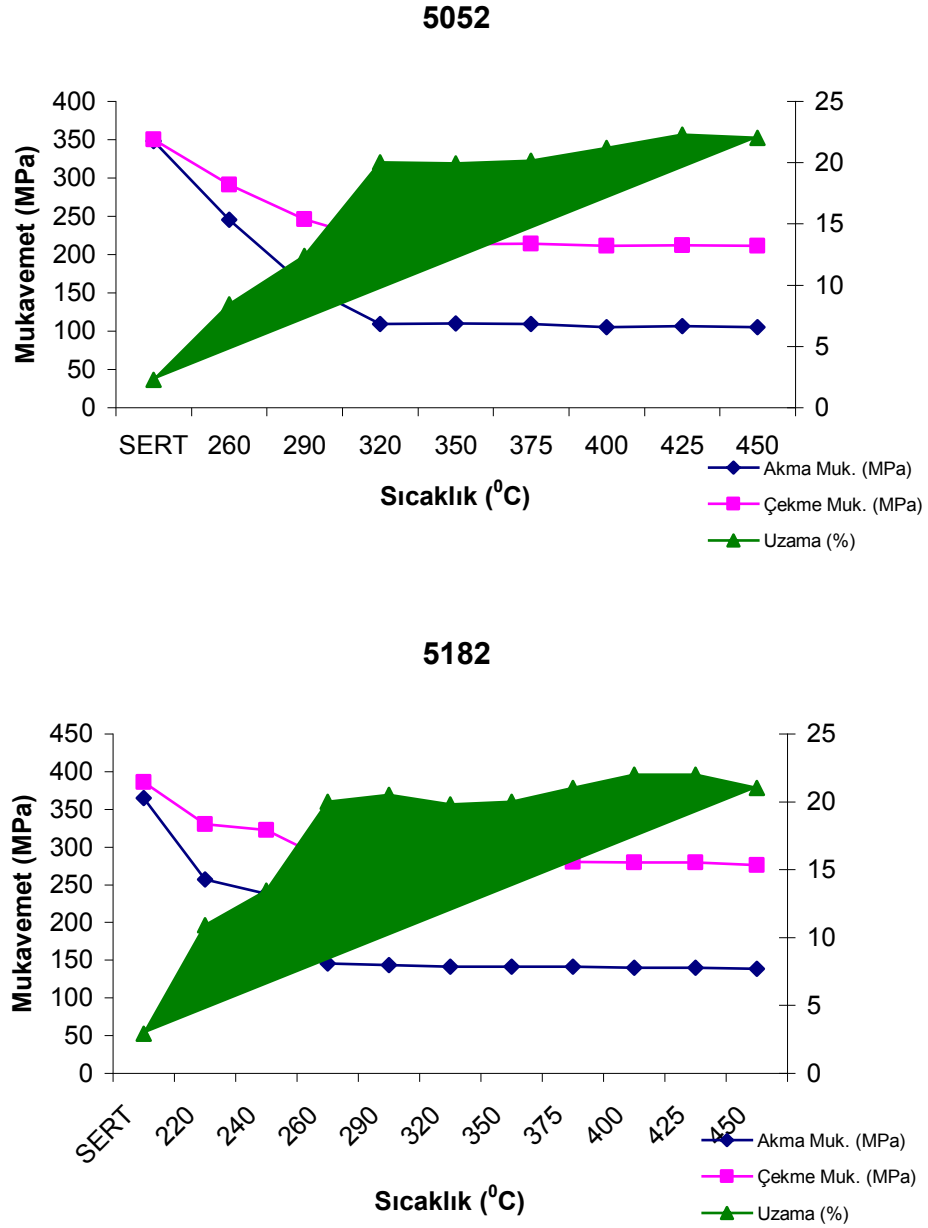 5052
400
350
300
250
200
150
100
50
0
Mukavemet (MPa)
25
20
15
10
5
0
SERT 260 290 320 350 375 400 425 450
Sıcaklık (⁰C)
Akma Muk. (MPa)
Çekme Muk. (MPa)
Uzama (%)
5182
450
400
350
300
250
200
150
100
50
0
Mukavemet (MPa)
25
20
15
10
5
0
SERT 220 240 260 290 320 350 375 400 425 450
Sıcaklık (⁰C)
Akma Muk. (MPa)
Çekme Muk. (MPa)
Uzama (%)